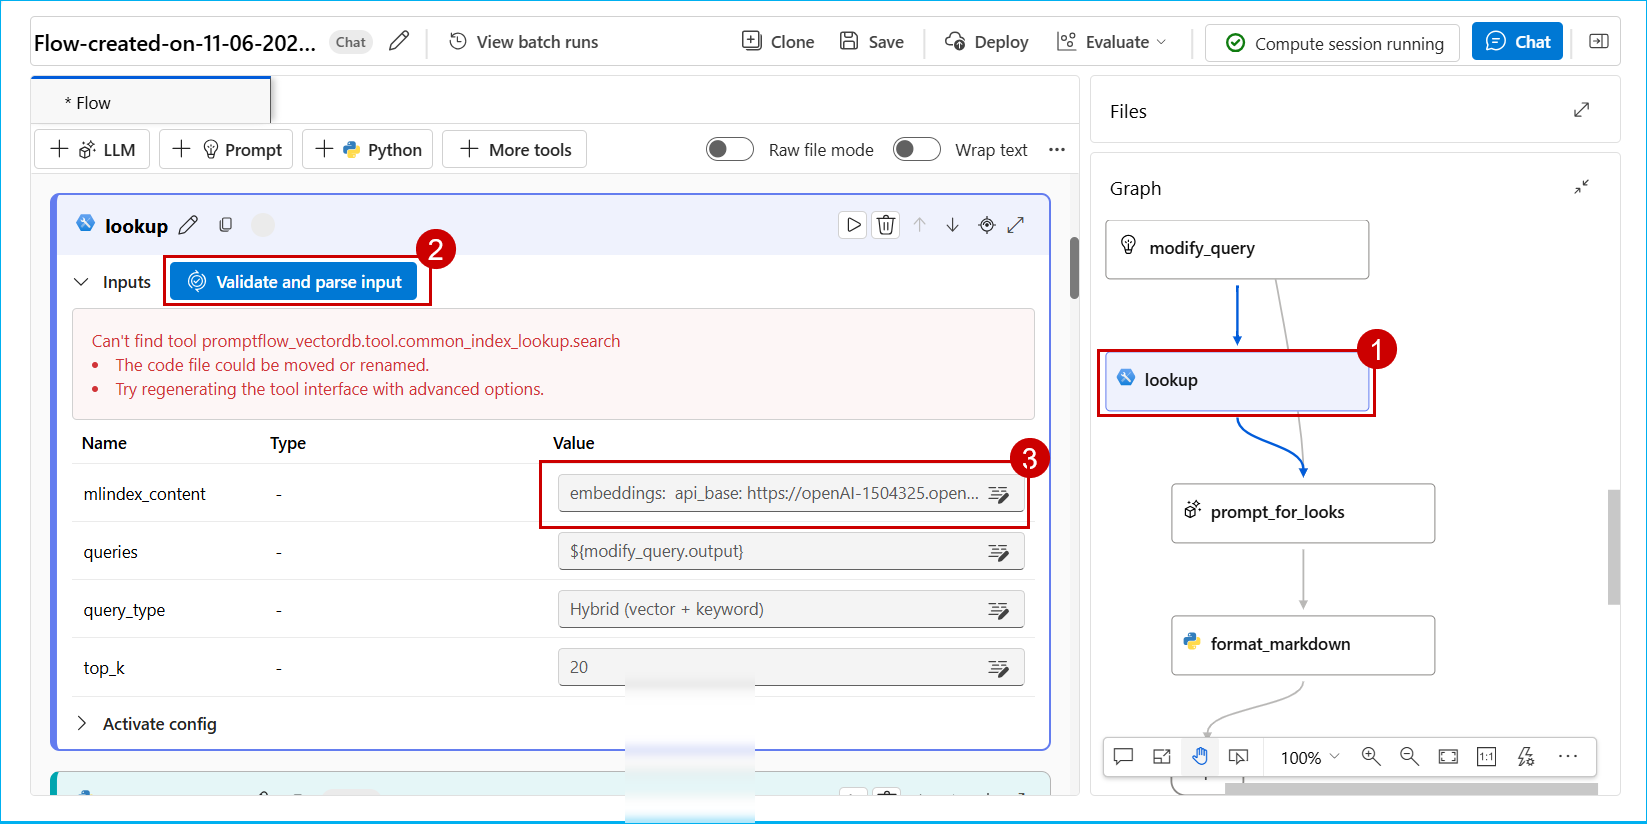 Flow-created-on-11-06-202...
Chat
View batch runs
Clone
Save
Deploy
Evaluate
Compute session running
Chat
* Flow
LLM
Prompt
Python
More tools
Raw file mode
Wrap text
...
lookup
2
Inputs
Validate and parse input
Can't find tool promptflow_vectordb.tool.common_index_lookup.search
• The code file could be moved or renamed.
• Try regenerating the tool interface with advanced options.
Name Type Value
3
mlindex_content - embeddings: api_base: https://openAI-1504325.open...
queries - ${modify_query.output}
query_type - Hybrid (vector + keyword)
top_k - 20
Activate config
Files
Graph
modify_query
1
lookup
prompt_for_looks
format_markdown
100%
1:1
...